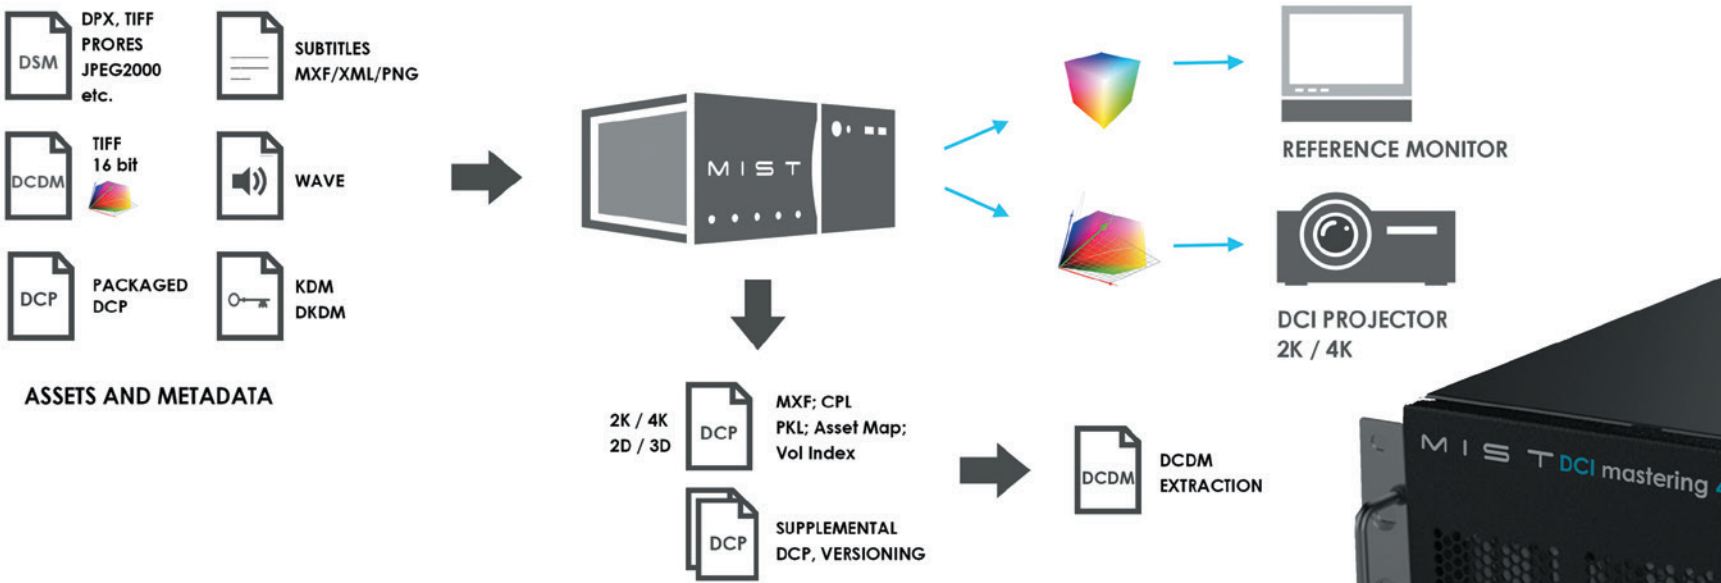 DSM
DPX, TIFF
PRORES
JPEG2000
etc.
SUBTITLES
MXF/XML/PNG
DCDM
TIFF
16 bit
WAVE
DCP
PACKAGED
DCP
KDM
DKDM
ASSETS AND METADATA
MIST
REFERENCE MONITOR
DCI PROJECTOR
2K / 4K
2K / 4K
2D / 3D
DCP
MXF; CPL
PKL; Asset Map;
Vol Index
DCP
SUPPLEMENTAL
DCP, VERSIONING
DCDM
DCDM
EXTRACTION
MIST DCI mastering